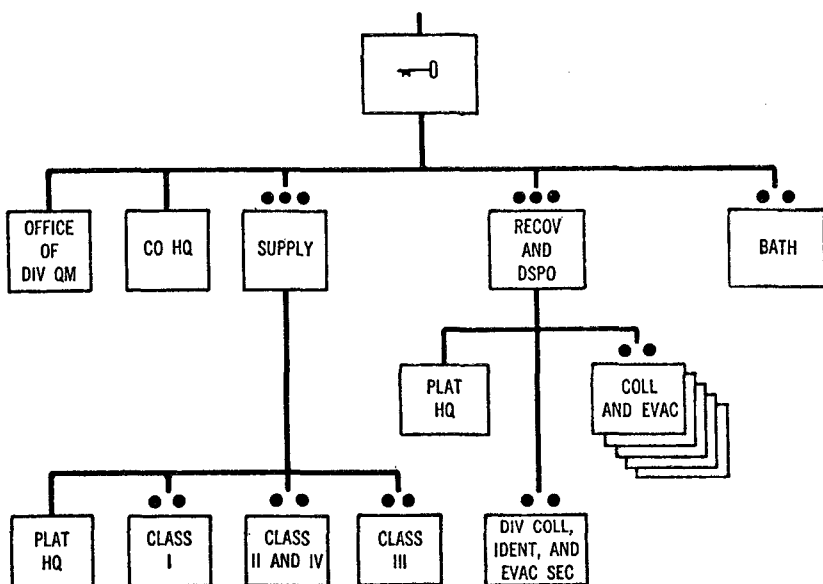 OFFICE
OF
DIV QM
CO HQ
SUPPLY
RECOV
AND
DSPO
BATH
PLAT
HQ
COLL
AND EVAC
PLAT
HQ
CLASS
I
CLASS
II AND IV
CLASS
III
DIV COLL,
IDENT, AND
EVAC SEC